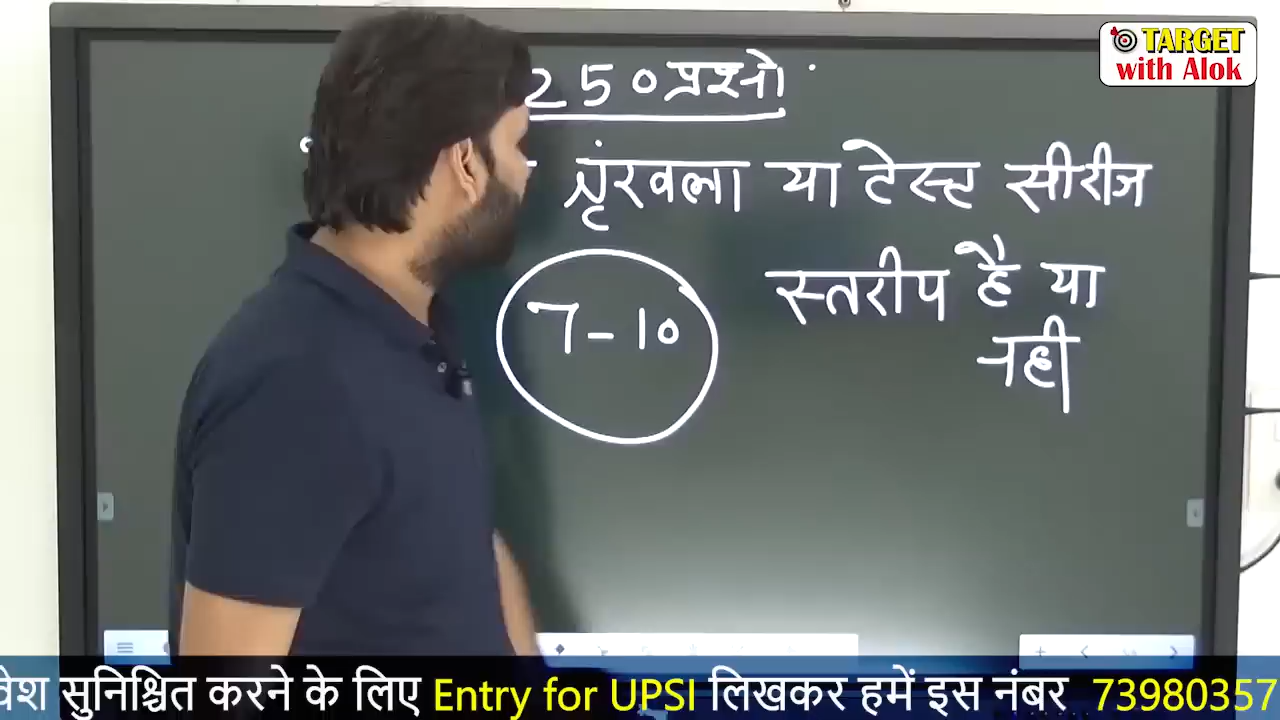 TARGET
with Alok
250 प्रश्नो
शृंखला या टेस्ट सीरीज
7-10
स्तरीय है या
नही
वेश सुनिश्चित करने के लिए Entry for UPSI लिखकर हमें इस नंबर 73980357